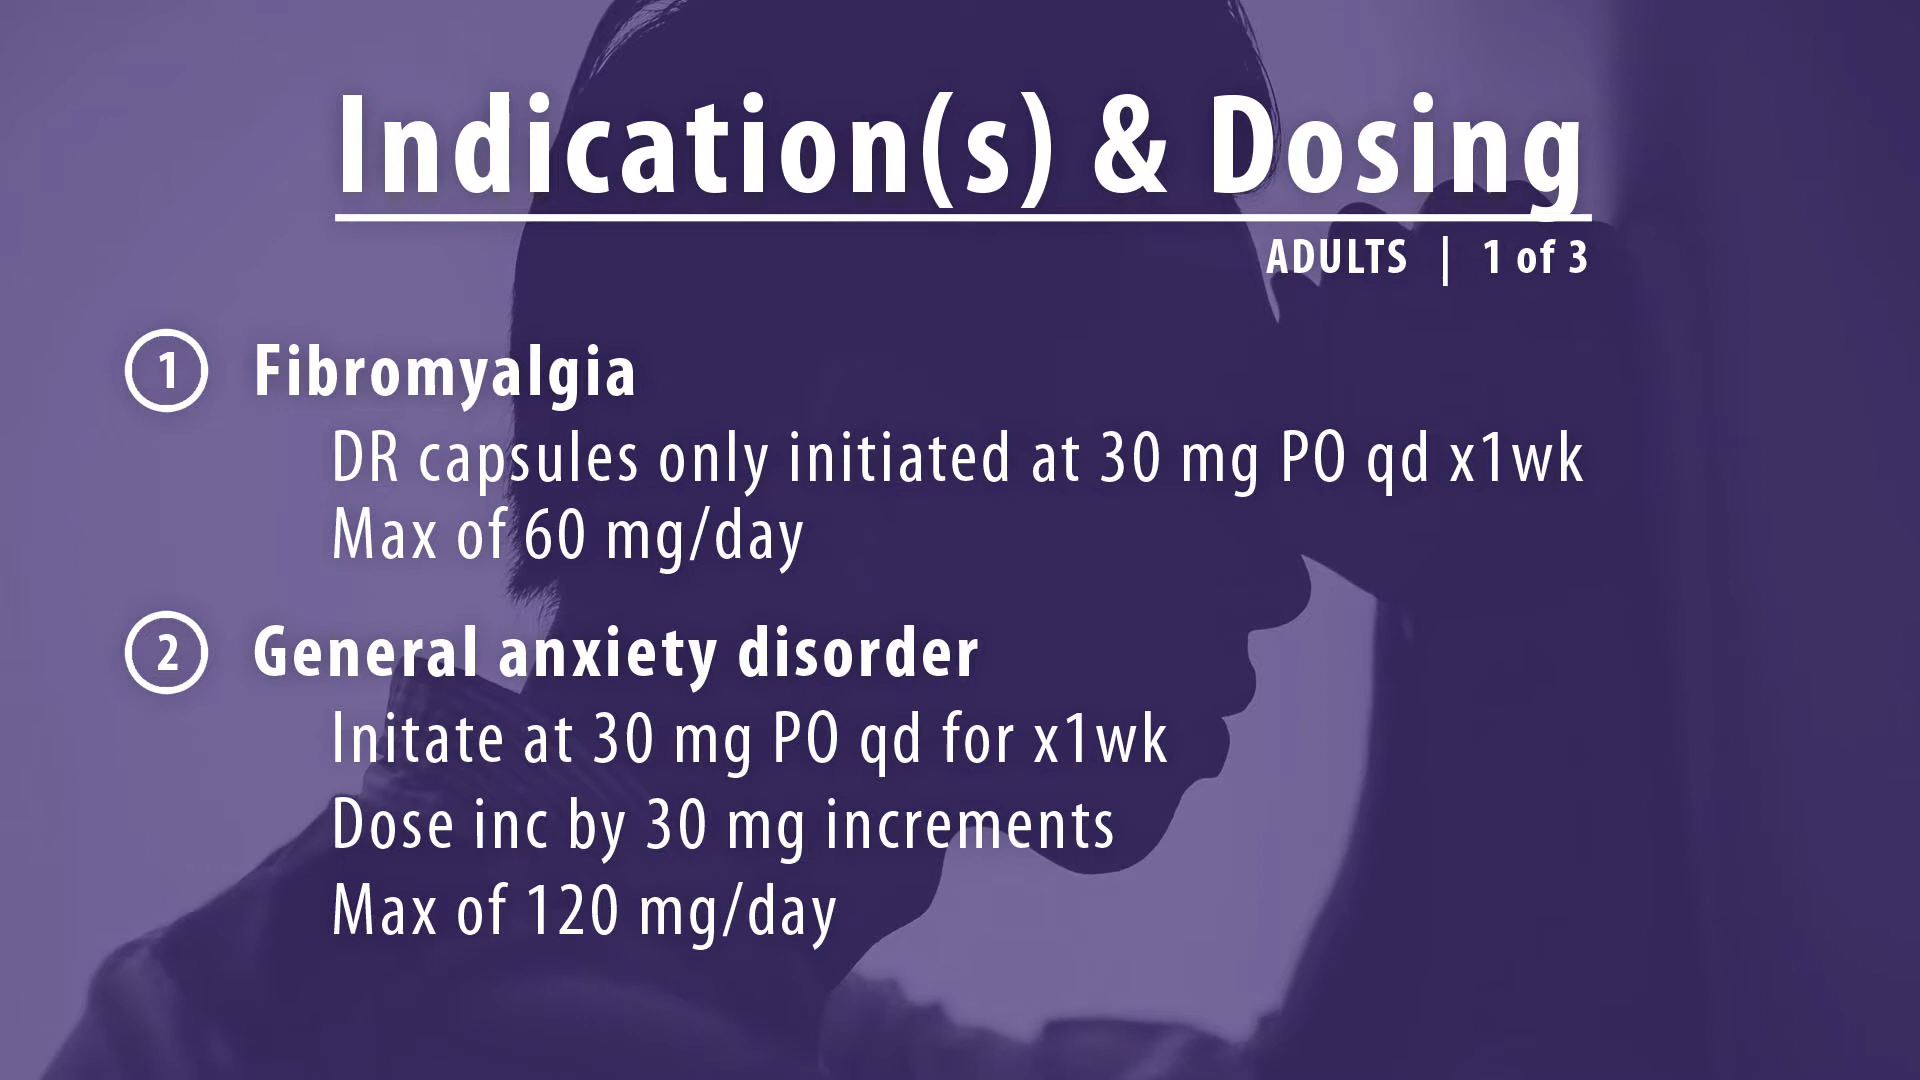 Indication(s) & Dosing
ADULTS | 1 of 3
1 Fibromyalgia
DR capsules only initiated at 30 mg PO qd x1wk
Max of 60 mg/day
2 General anxiety disorder
Initate at 30 mg PO qd for x1wk
Dose inc by 30 mg increments
Max of 120 mg/day